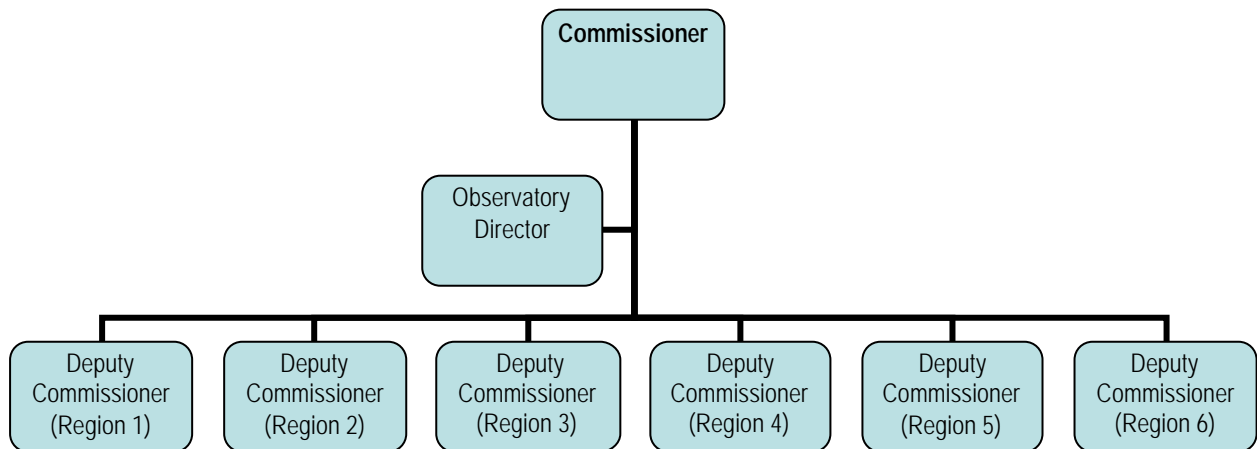 Commissioner
Observatory
Director
Deputy
Commissioner
(Region 1)
Deputy
Commissioner
(Region 2)
Deputy
Commissioner
(Region 3)
Deputy
Commissioner
(Region 4)
Deputy
Commissioner
(Region 5)
Deputy
Commissioner
(Region 6)